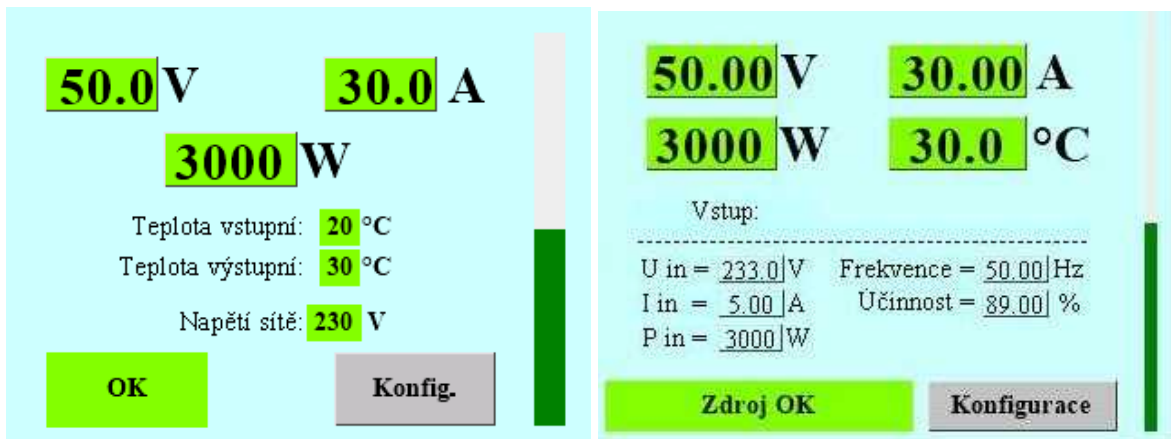 50.0 V 30.0 A
3000 W
Teplota vstupní: 20 °C
Teplota výstupní: 30 °C
Napětí sítě: 230 V
OK Konfig.
50.00 V 30.00 A
3000 W 30.0 °C
Vstup:
U in = 233.0 V Frekvence = 50.00 Hz
I in = 5.00 A Účinnost = 89.00 %
P in = 3000 W
Zdroj OK Konfigurace